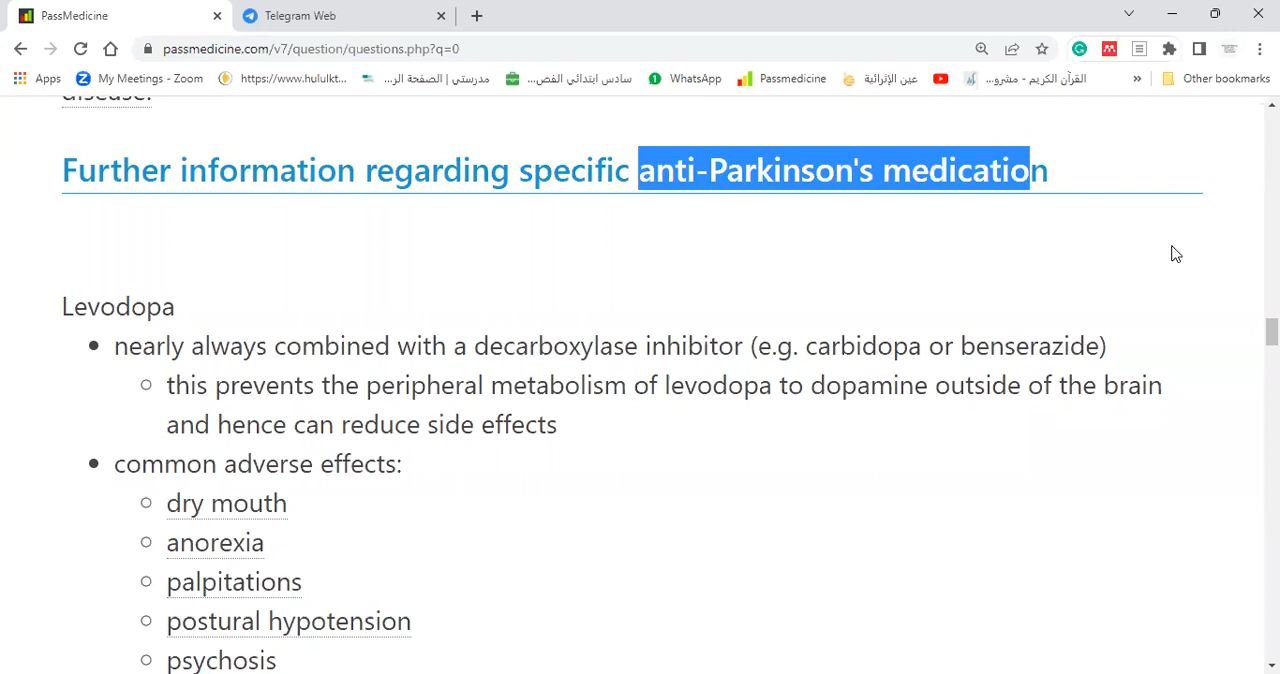 PassMedicine
Telegram Web
passmedicine.com/v7/question/questions.php?q=0
Apps
My Meetings - Zoom
https://www.hululkt...
مدرستي | الصفحة الر...
سادس ابتدائي الفص...
WhatsApp
Passmedicine
عين الإثرائية
القرآن الكريم - مشرو...
»
Other bookmarks
disease.
Further information regarding specific anti-Parkinson's medication
Levodopa
nearly always combined with a decarboxylase inhibitor (e.g. carbidopa or benserazide)
this prevents the peripheral metabolism of levodopa to dopamine outside of the brain
and hence can reduce side effects
common adverse effects:
dry mouth
anorexia
palpitations
postural hypotension
psychosis